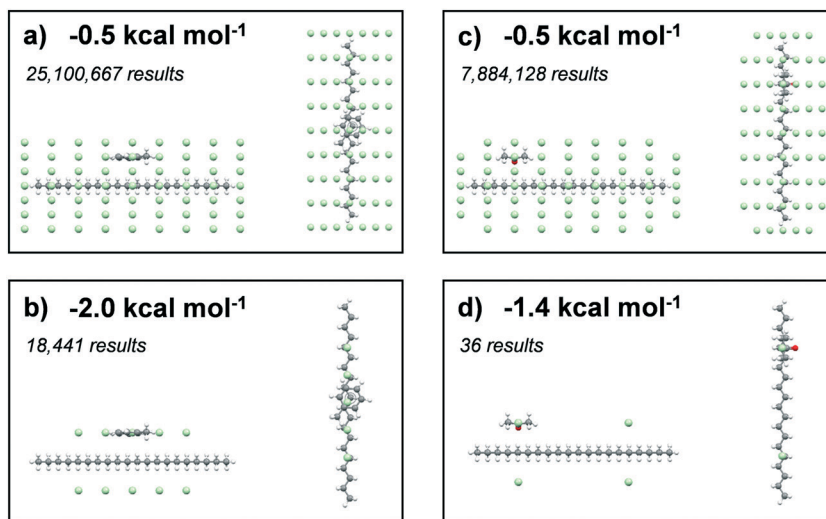 a) -0.5 kcal mol⁻¹
25,100,667 results
c) -0.5 kcal mol⁻¹
7,884,128 results
b) -2.0 kcal mol⁻¹
18,441 results
d) -1.4 kcal mol⁻¹
36 results